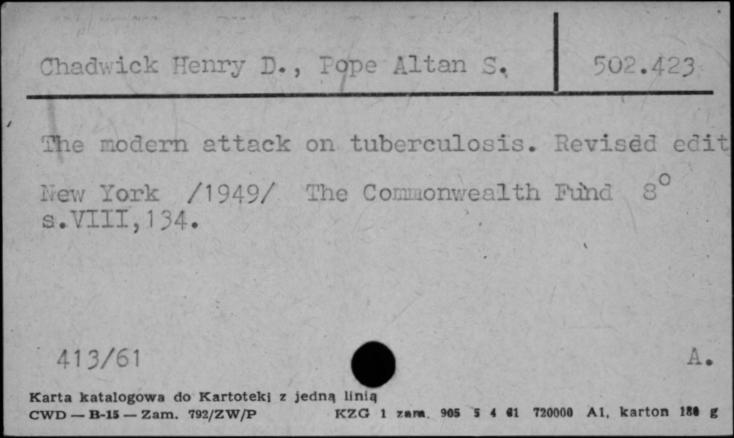 Chadwick Henry D., Pope Altan S. 502.423
The modern attack on tuberculosis. Revised edit
New York /1949/ The Commonwealth Fund 8°
s.VIII,134.
413/61 A.
Karta katalogowa do Kartoteki z jedną linią
CWD — B-15 — Zam. 792/ZW/P KZG 1 zam. 905 5 4 61 720000 A1, karton 180 g